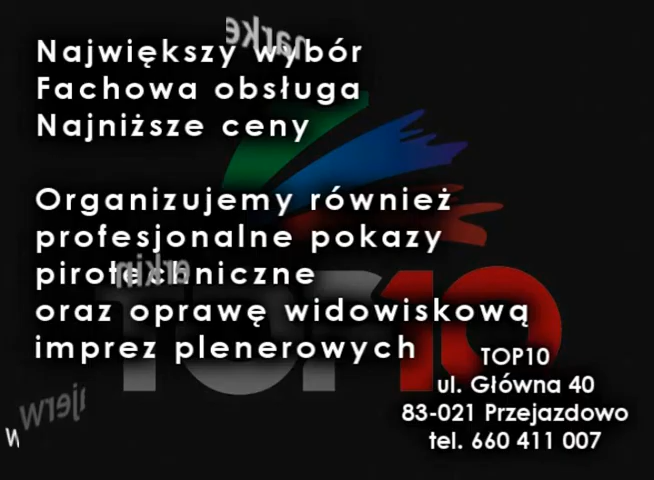 Największy wybór
Fachowa obsługa
Najniższe ceny
Organizujemy również
profesjonalne pokazy
pirotechniczne
oraz oprawę widowiskową
imprez plenerowych
TOP10
TOP10
ul. Główna 40
83-021 Przejazdowo
tel. 660 411 007